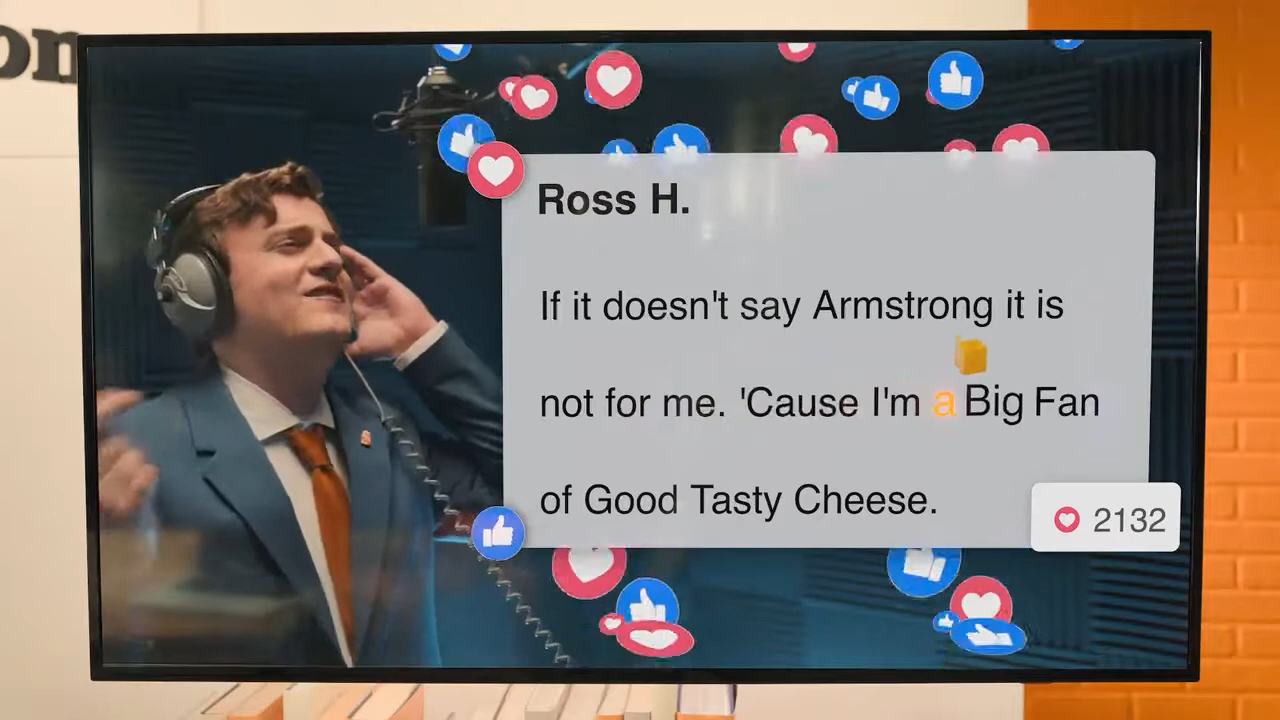 on
Ross H.
If it doesn't say Armstrong it is
not for me. 'Cause I'm a Big Fan
of Good Tasty Cheese.
2132